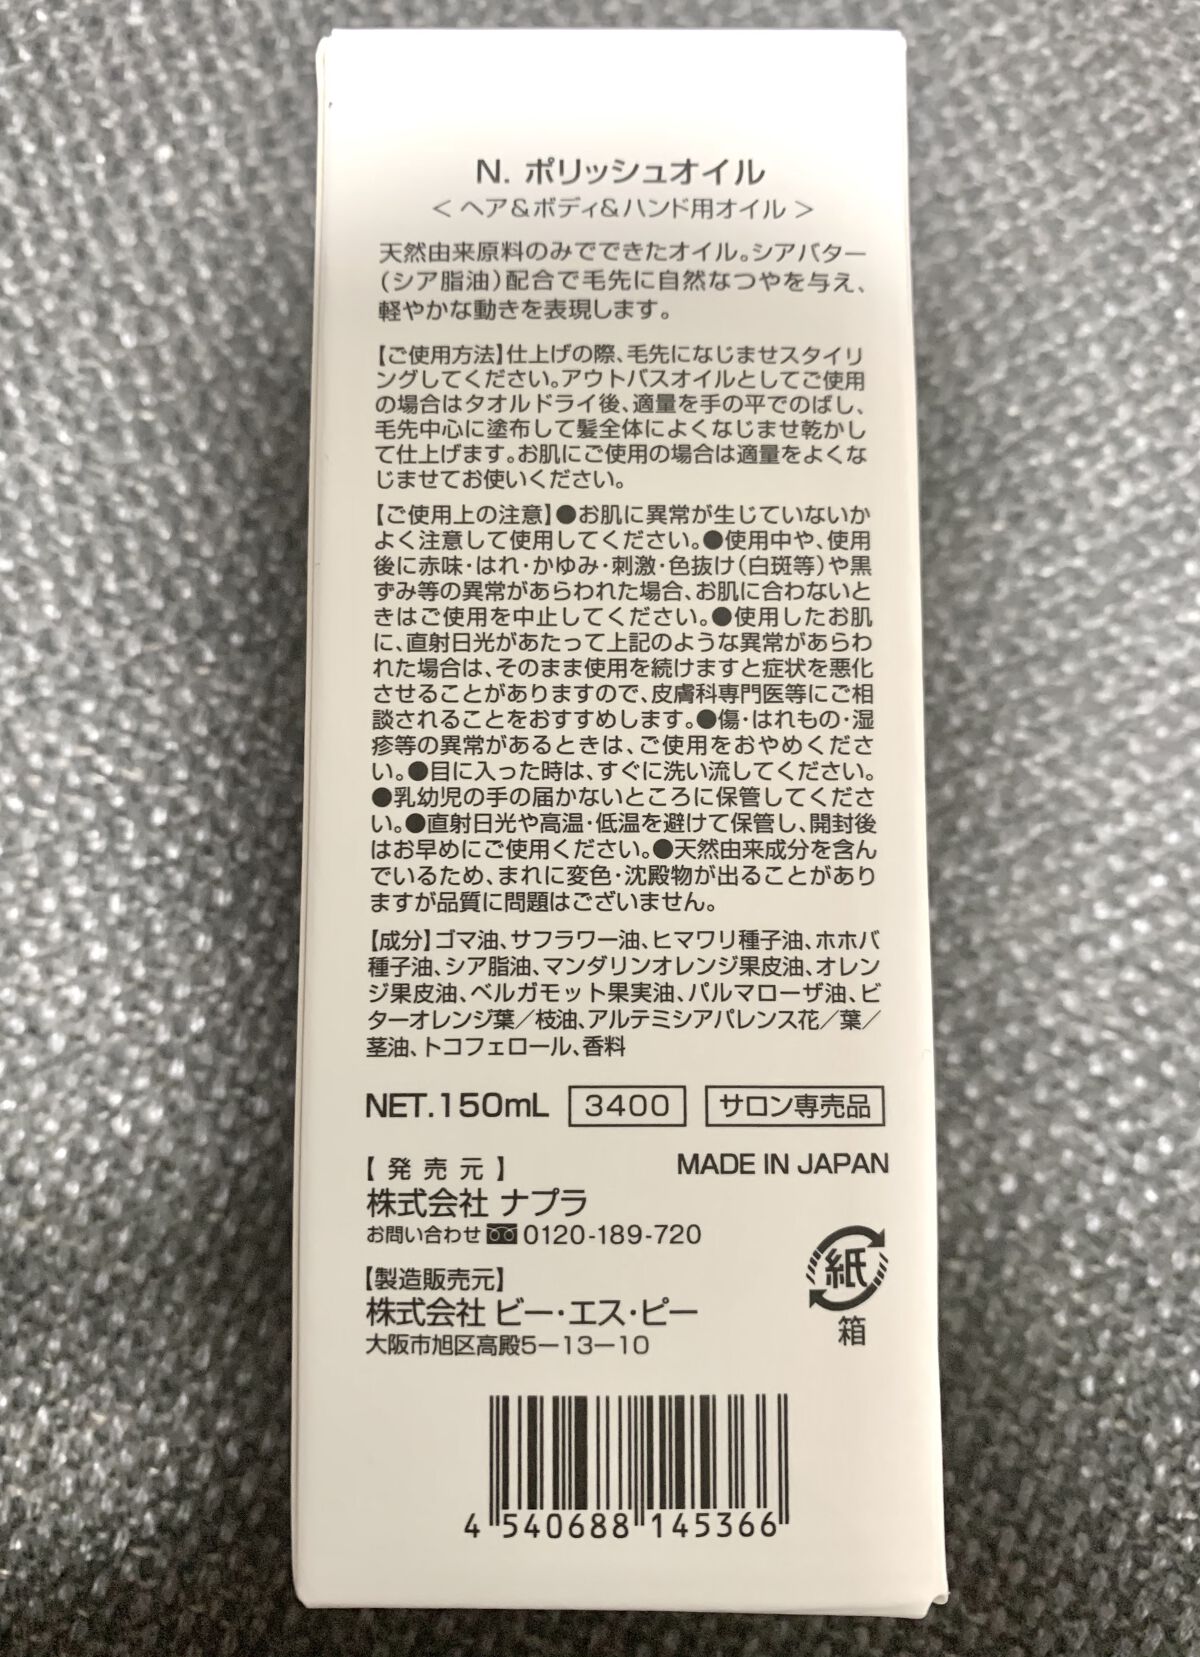 N. ポリッシュオイル
＜ヘア＆ボディ＆ハンド用オイル＞
天然由来原料のみでできたオイル。シアバター
（シア脂油）配合で毛先に自然なつやを与え、
軽やかな動きを表現します。
【ご使用方法】仕上げの際、毛先になじませスタイリ
ングしてください。アウトバスオイルとしてご使用
の場合はタオルドライ後、適量を手の平でのばし、
毛先中心に塗布して髪全体によくなじませ乾かし
て仕上げます。お肌にご使用の場合は適量をよくな
じませてお使いください。
【ご使用上の注意】●お肌に異常が生じていないか
よく注意して使用してください。●使用中や、使用
後に赤味・はれ・かゆみ・刺激・色抜け（白斑等）や黒
ずみ等の異常があらわれた場合、お肌に合わないと
きはご使用を中止してください。●使用したお肌
に、直射日光があたって上記のような異常があらわ
れた場合は、そのまま使用を続けますと症状を悪化
させることがありますので、皮膚科専門医等にご相
談されることをおすすめします。●傷・はれもの・湿
疹等の異常があるときは、ご使用をおやめくださ
い。●目に入った時は、すぐに洗い流してください。
●乳幼児の手の届かないところに保管してくださ
い。●直射日光や高温・低温を避けて保管し、開封後
はお早めにご使用ください。●天然由来成分を含ん
でいるため、まれに変色・沈殿物が出ることがあり
ますが品質に問題はございません。
【成分】ゴマ油、サフラワー油、ヒマワリ種子油、ホホバ
種子油、シア脂油、マンダリンオレンジ果皮油、オレン
ジ果皮油、ベルガモット果実油、パルマローザ油、ビ
ターオレンジ葉／枝油、アルテミシアパレンス花／葉／
茎油、トコフェロール、香料
NET.150mL 3400 サロン専売品
【発売元】 MADE IN JAPAN
株式会社 ナプラ
お問い合わせ 0120-189-720
【製造販売元】
株式会社 ビー・エス・ピー
大阪市旭区高殿5－13－10
紙
箱
4 540688 145366